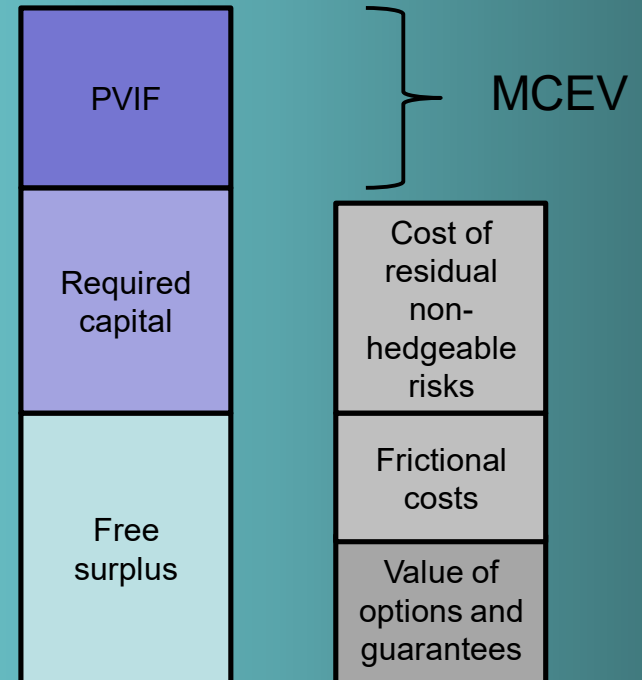 PVIF
MCEV
Required
capital
Cost of
residual
non-
hedgeable
risks
Frictional
costs
Free
surplus
Value of
options and
guarantees